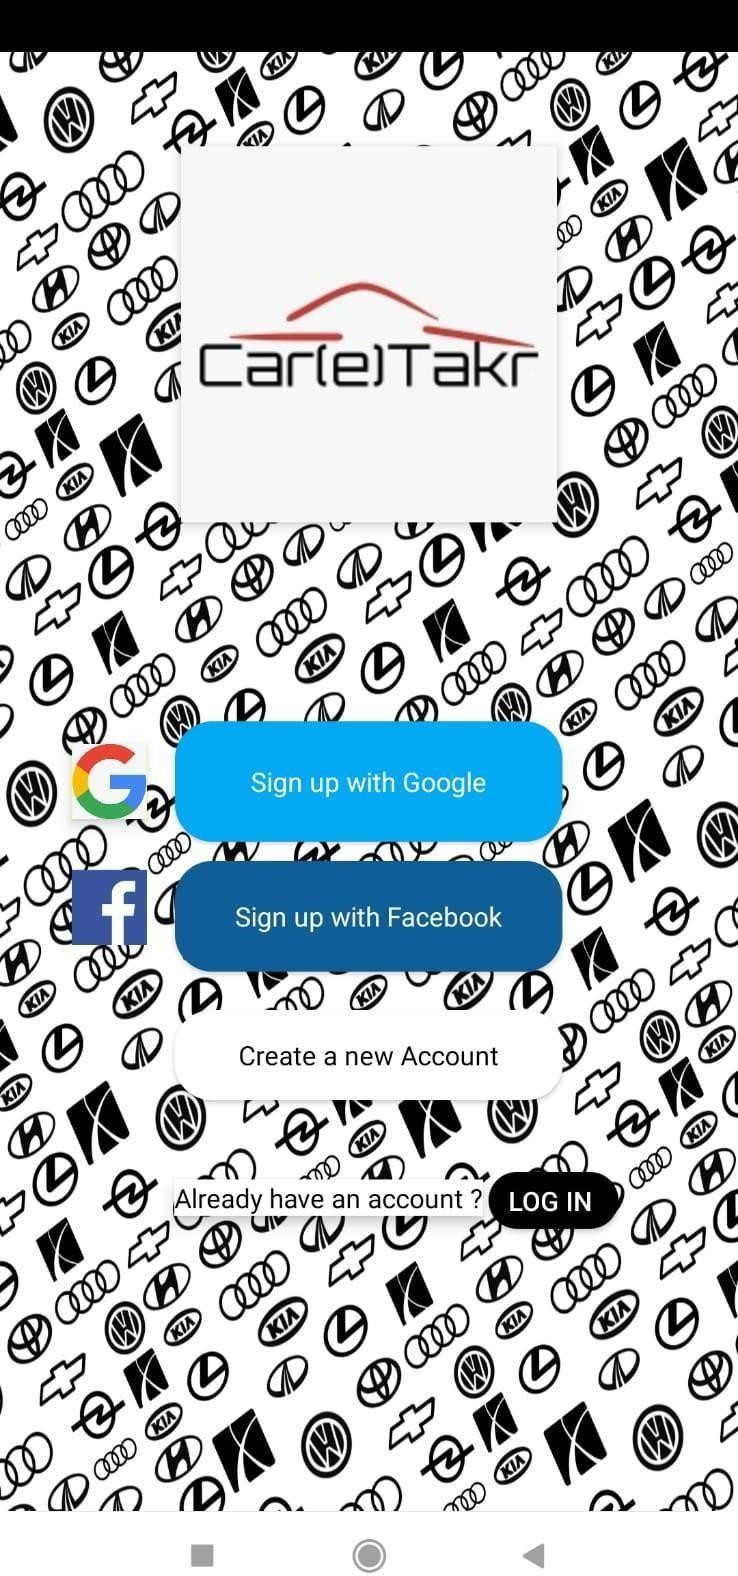 Car(e)Takr
Sign up with Google
Sign up with Facebook
Create a new Account
Already have an account ? LOG IN
KIA